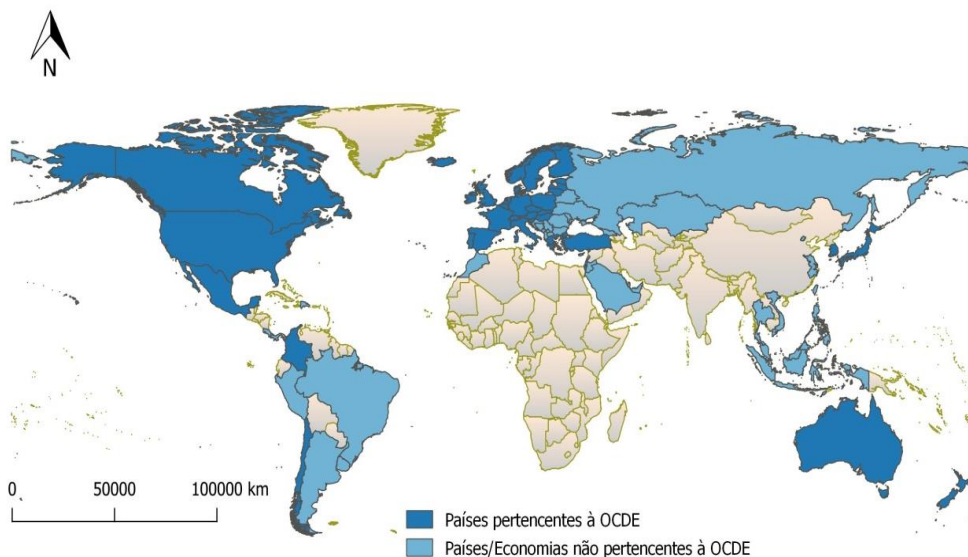 N
0 50000 100000 km
Países pertencentes à OCDE
Países/Economias não pertencentes à OCDE